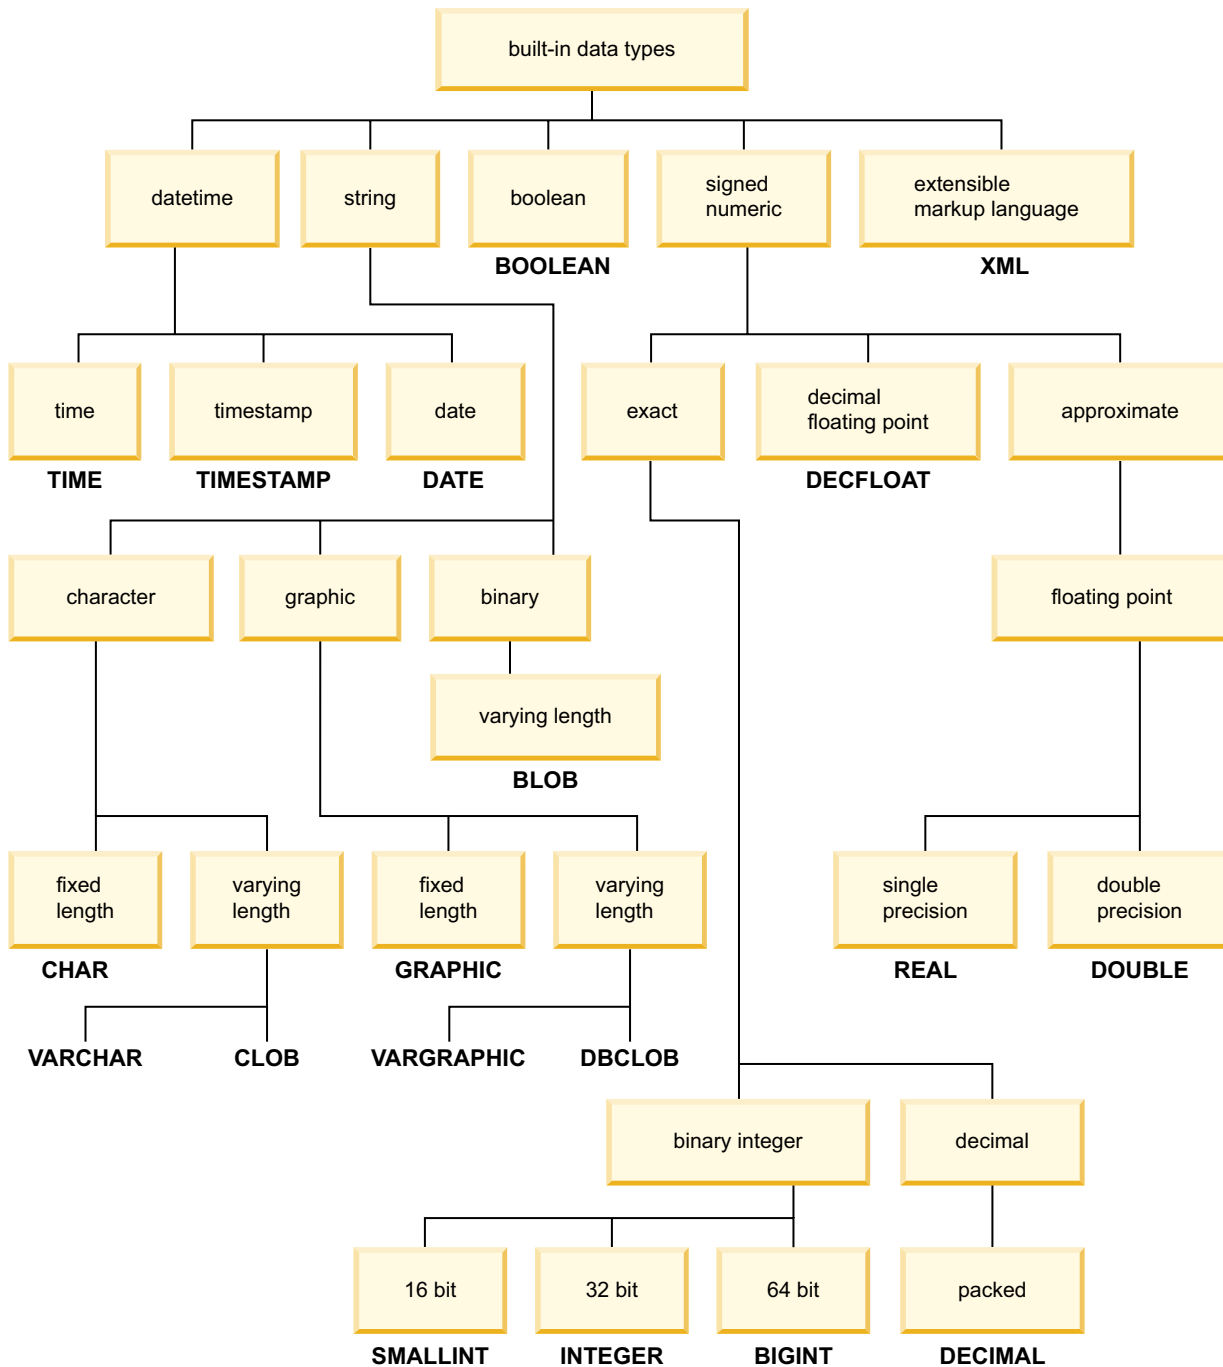 built-in data types
datetime
string
boolean
signed
numeric
extensible
markup language
BOOLEAN
XML
time
timestamp
date
exact
decimal
floating point
approximate
TIME
TIMESTAMP
DATE
DECFLOAT
character
graphic
binary
floating point
varying length
BLOB
fixed
length
varying
length
fixed
length
varying
length
single
precision
double
precision
CHAR
GRAPHIC
REAL
DOUBLE
VARCHAR
CLOB
VARGRAPHIC
DBCLOB
binary integer
decimal
16 bit
32 bit
64 bit
packed
SMALLINT
INTEGER
BIGINT
DECIMAL